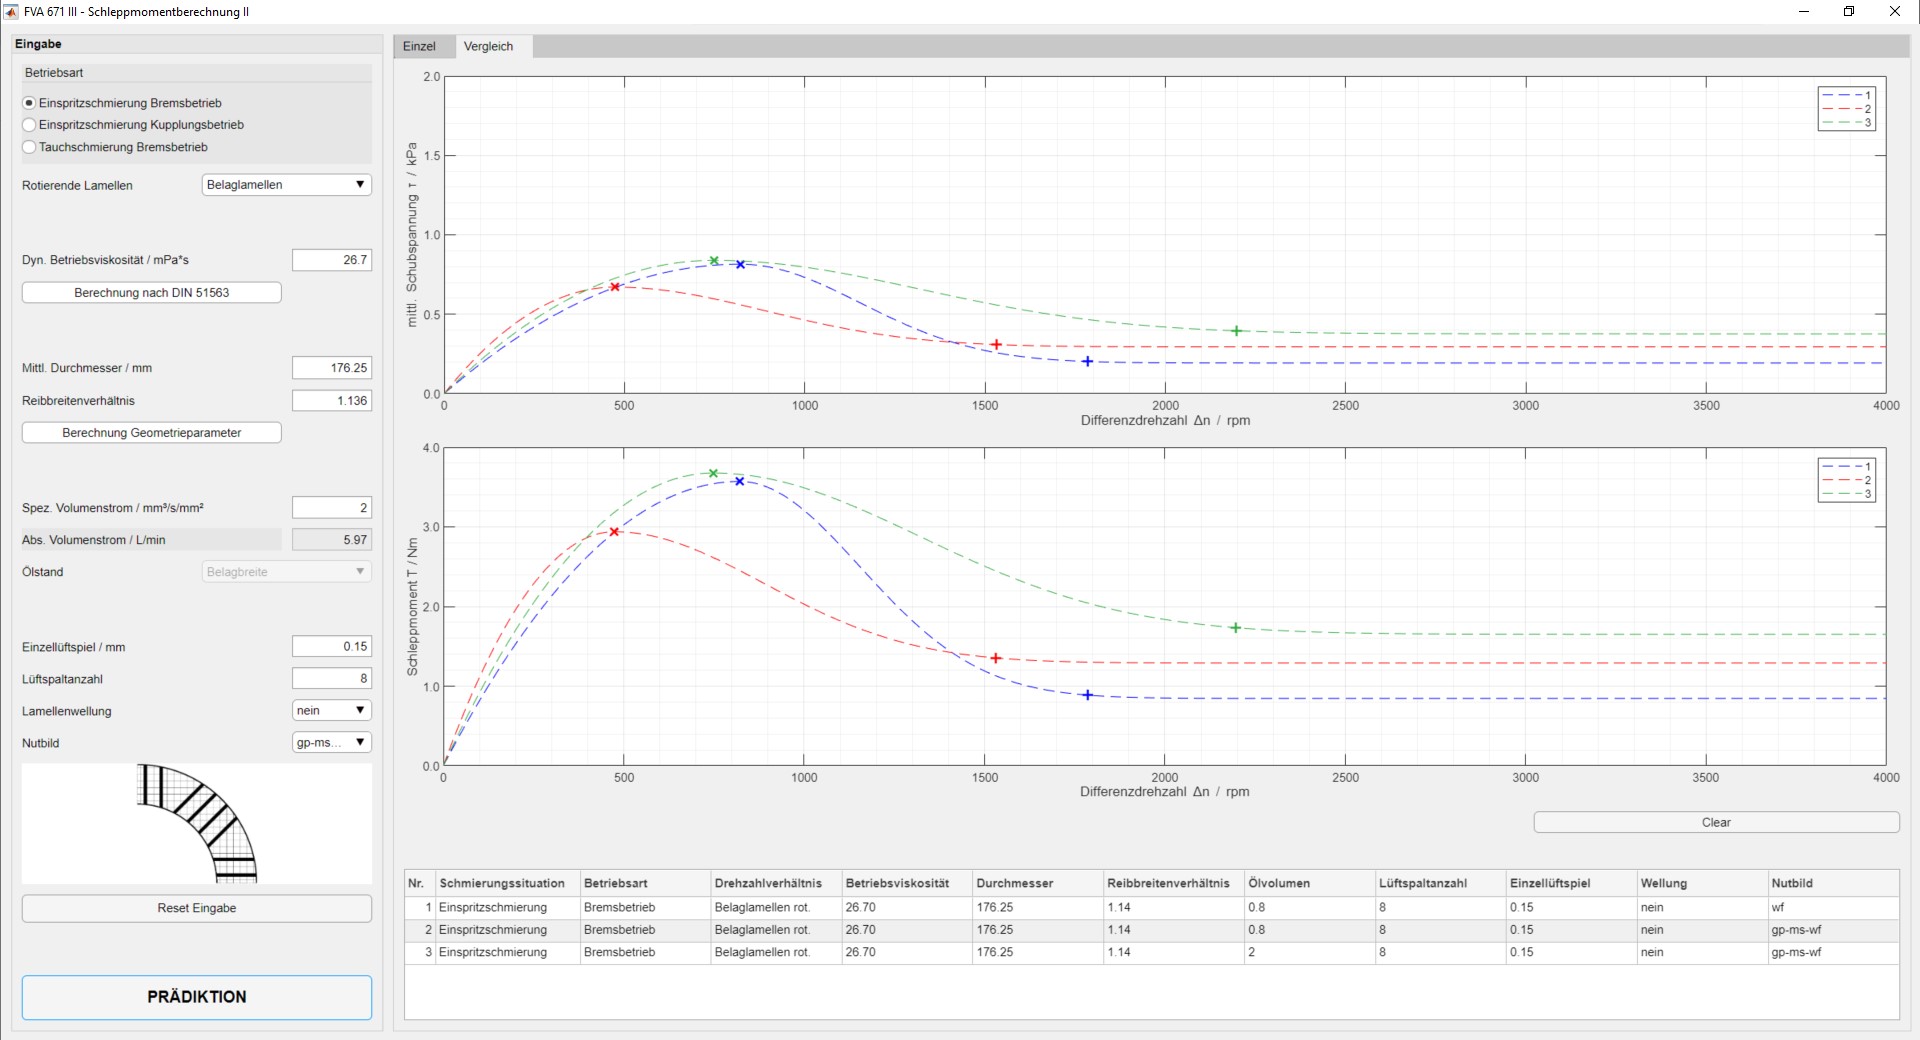 FVA 671 III - Schleppmomentberechnung II
Eingabe
Betriebsart
Einspritzschmierung Bremsbetrieb
Einspritzschmierung Kupplungsbetrieb
Tauchschmierung Bremsbetrieb
Rotierende Lamellen Belaglamellen
Dyn. Betriebsviskosität / mPa*s 26.7
Berechnung nach DIN 51563
Mittl. Durchmesser / mm 176.25
Reibbreitenverhältnis 1.136
Berechnung Geometrieparameter
Spez. Volumenstrom / mm³/s/mm² 2
Abs. Volumenstrom / L/min 5.97
Ölstand Belagbreite
Einzellüftspiel / mm 0.15
Lüftspaltanzahl 8
Lamellenwellung nein
Nutbild gp-ms...
Reset Eingabe
PRÄDIKTION
Einzel Vergleich
2.0
1.5
1.0
0.5
0.0
mittl. Schubspannung τ / kPa
0 500 1000 1500 2000 2500 3000 3500 4000
Differenzdrehzahl Δn / rpm
1
2
3
4.0
3.0
2.0
1.0
0.0
Schleppmoment T / Nm
0 500 1000 1500 2000 2500 3000 3500 4000
Differenzdrehzahl Δn / rpm
1
2
3
Clear
Nr. Schmierungssituation Betriebsart Drehzahlverhältnis Betriebsviskosität Durchmesser Reibbreitenverhältnis Ölvolumen Lüftspaltanzahl Einzellüftspiel Wellung Nutbild
1 Einspritzschmierung Bremsbetrieb Belaglamellen rot. 26.70 176.25 1.14 0.8 8 0.15 nein wf
2 Einspritzschmierung Bremsbetrieb Belaglamellen rot. 26.70 176.25 1.14 0.8 8 0.15 nein gp-ms-wf
3 Einspritzschmierung Bremsbetrieb Belaglamellen rot. 26.70 176.25 1.14 2 8 0.15 nein gp-ms-wf